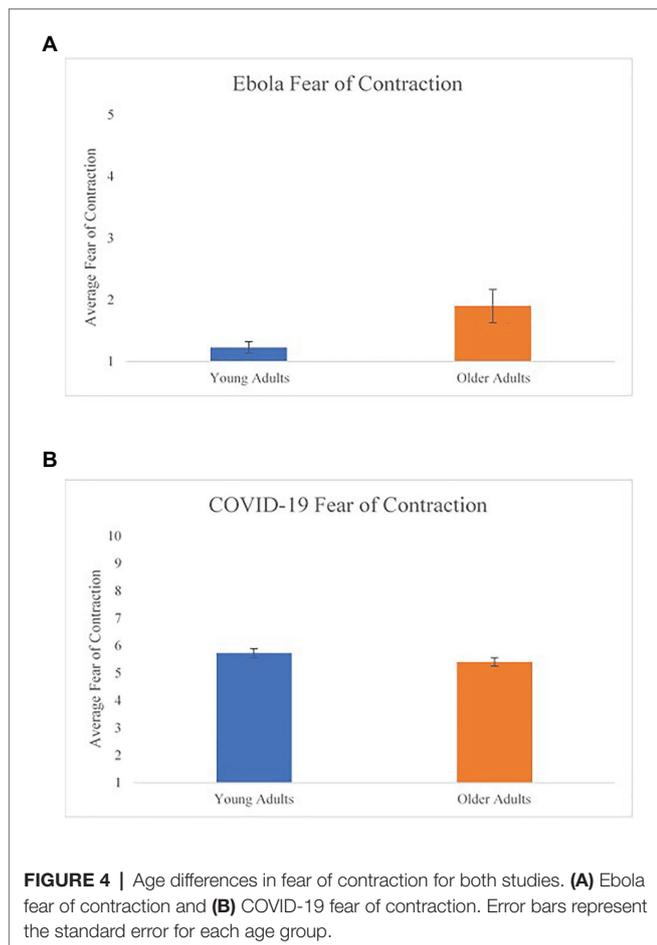 A
Ebola Fear of Contraction
Average Fear of Contraction
5
4
3
2
1
Young Adults
Older Adults
B
COVID-19 Fear of Contraction
Average Fear of Contraction
10
9
8
7
6
5
4
3
2
1
Young Adults
Older Adults
FIGURE 4 | Age differences in fear of contraction for both studies. (A) Ebola
fear of contraction and (B) COVID-19 fear of contraction. Error bars represent
the standard error for each age group.